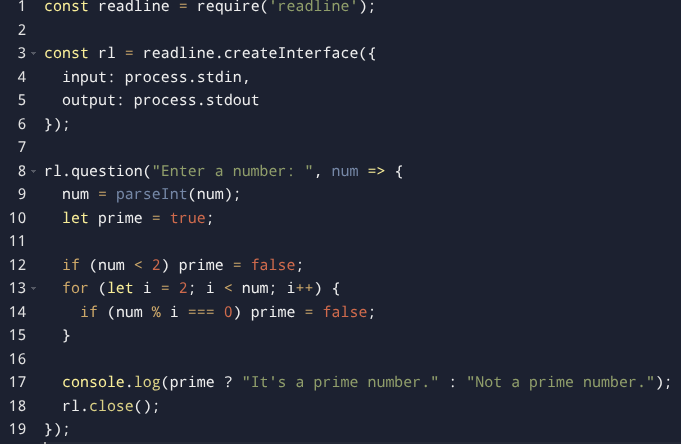 1 const readline = require('readline');
2
3 const rl = readline.createInterface({
4   input: process.stdin,
5   output: process.stdout
6 });
7
8 rl.question("Enter a number: ", num => {
9   num = parseInt(num);
10   let prime = true;
11
12   if (num < 2) prime = false;
13   for (let i = 2; i < num; i++) {
14     if (num % i === 0) prime = false;
15   }
16
17   console.log(prime ? "It's a prime number." : "Not a prime number.");
18   rl.close();
19 });